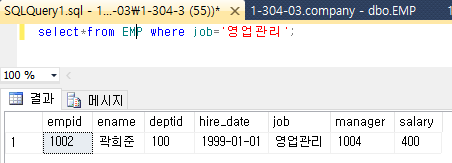 SQLQuery1.sql - 1...-03₩1-304-3 (55))* 1-304-03.company - dbo.EMP
select*from EMP where job='영업관리';
100 %
결과 메시지
empid ename deptid hire_date job manager salary
1 1002 곽희준 100 1999-01-01 영업관리 1004 400